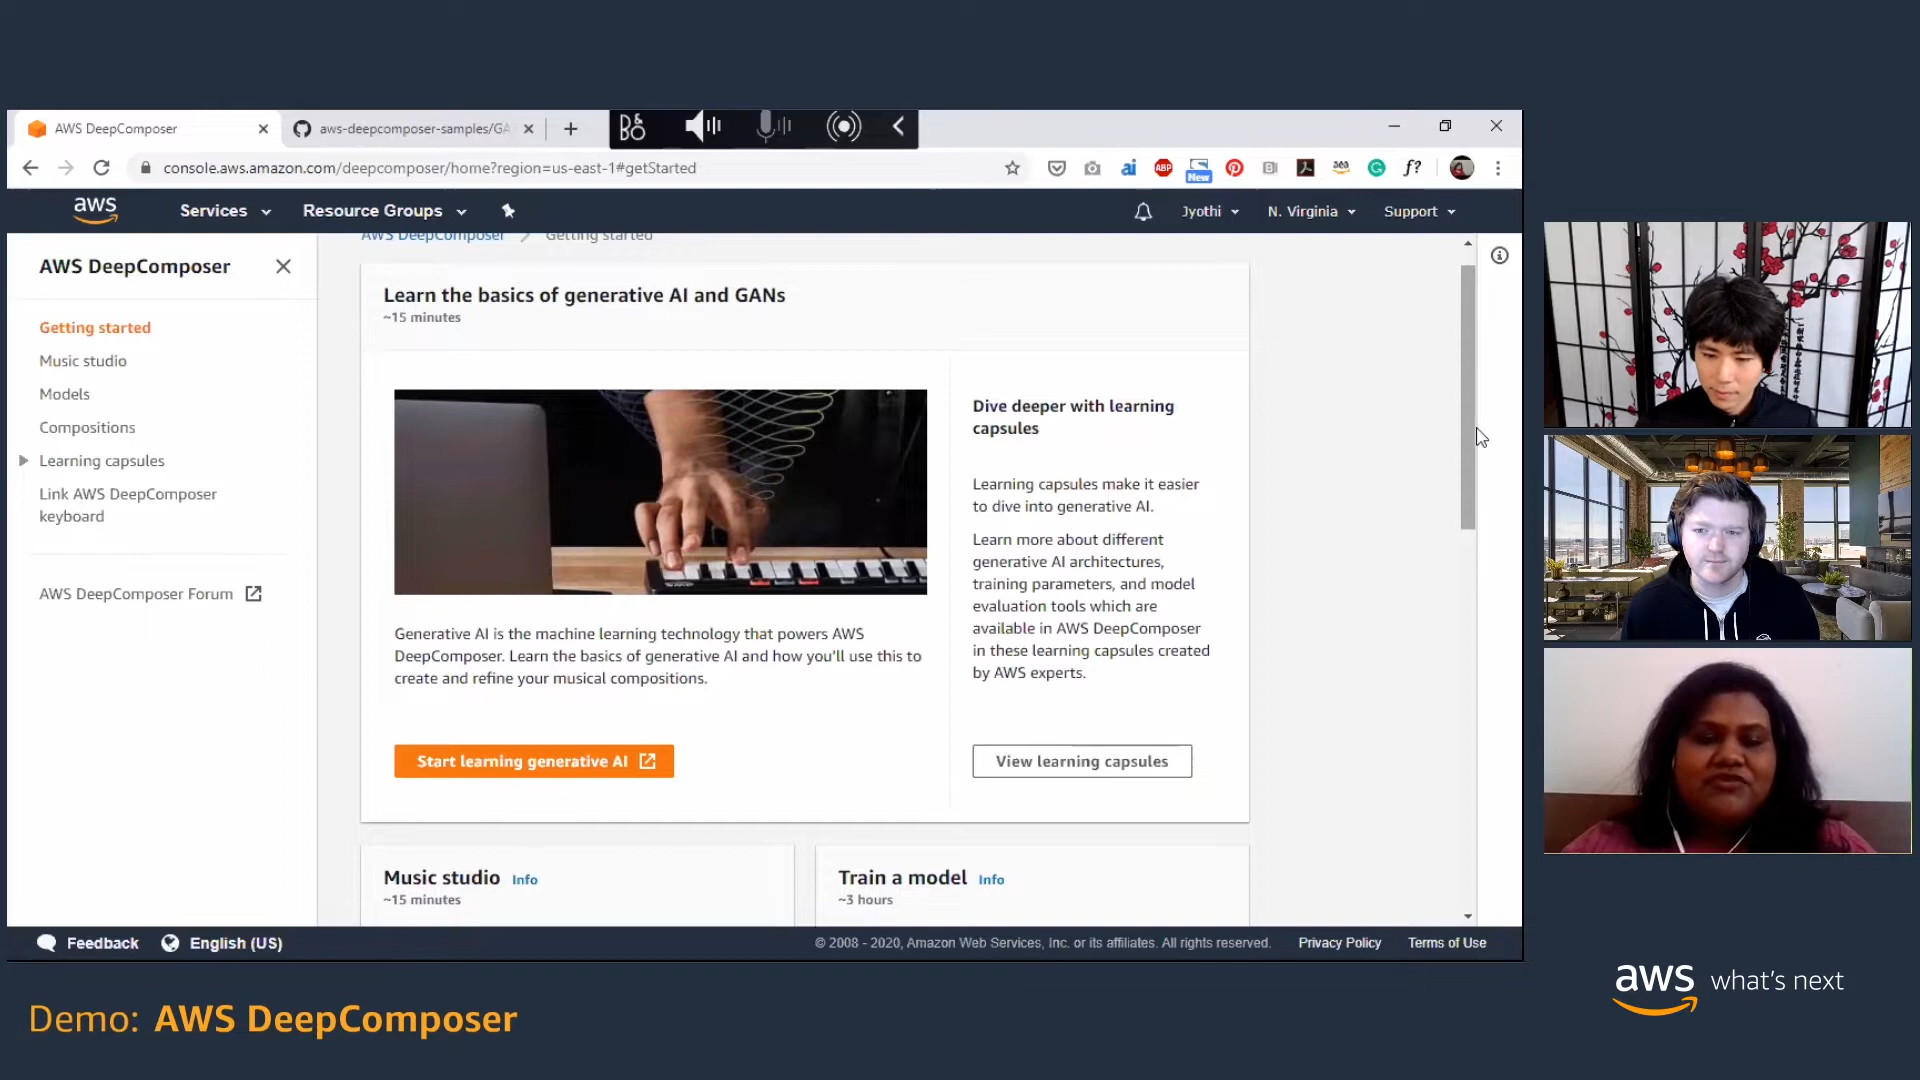 AWS DeepComposer
aws-deepcomposer-samples/GA
B&O
console.aws.amazon.com/deepcomposer/home?region=us-east-1#getStarted
ai
ABP
New
f?
aws
Services
Resource Groups
Jyothi
N. Virginia
Support
AWS DeepComposer
Getting started
Music studio
Models
Compositions
Learning capsules
Link AWS DeepComposer
keyboard
AWS DeepComposer Forum
AWS DeepComposer / Getting started
Learn the basics of generative AI and GANs
~15 minutes
Generative AI is the machine learning technology that powers AWS
DeepComposer. Learn the basics of generative AI and how you'll use this to
create and refine your musical compositions.
Start learning generative AI
Dive deeper with learning
capsules
Learning capsules make it easier
to dive into generative AI.
Learn more about different
generative AI architectures,
training parameters, and model
evaluation tools which are
available in AWS DeepComposer
in these learning capsules created
by AWS experts.
View learning capsules
Music studio Info
~15 minutes
Train a model Info
~3 hours
Feedback
English (US)
© 2008 - 2020, Amazon Web Services, Inc. or its affiliates. All rights reserved.
Privacy Policy
Terms of Use
Demo: AWS DeepComposer
aws what's next